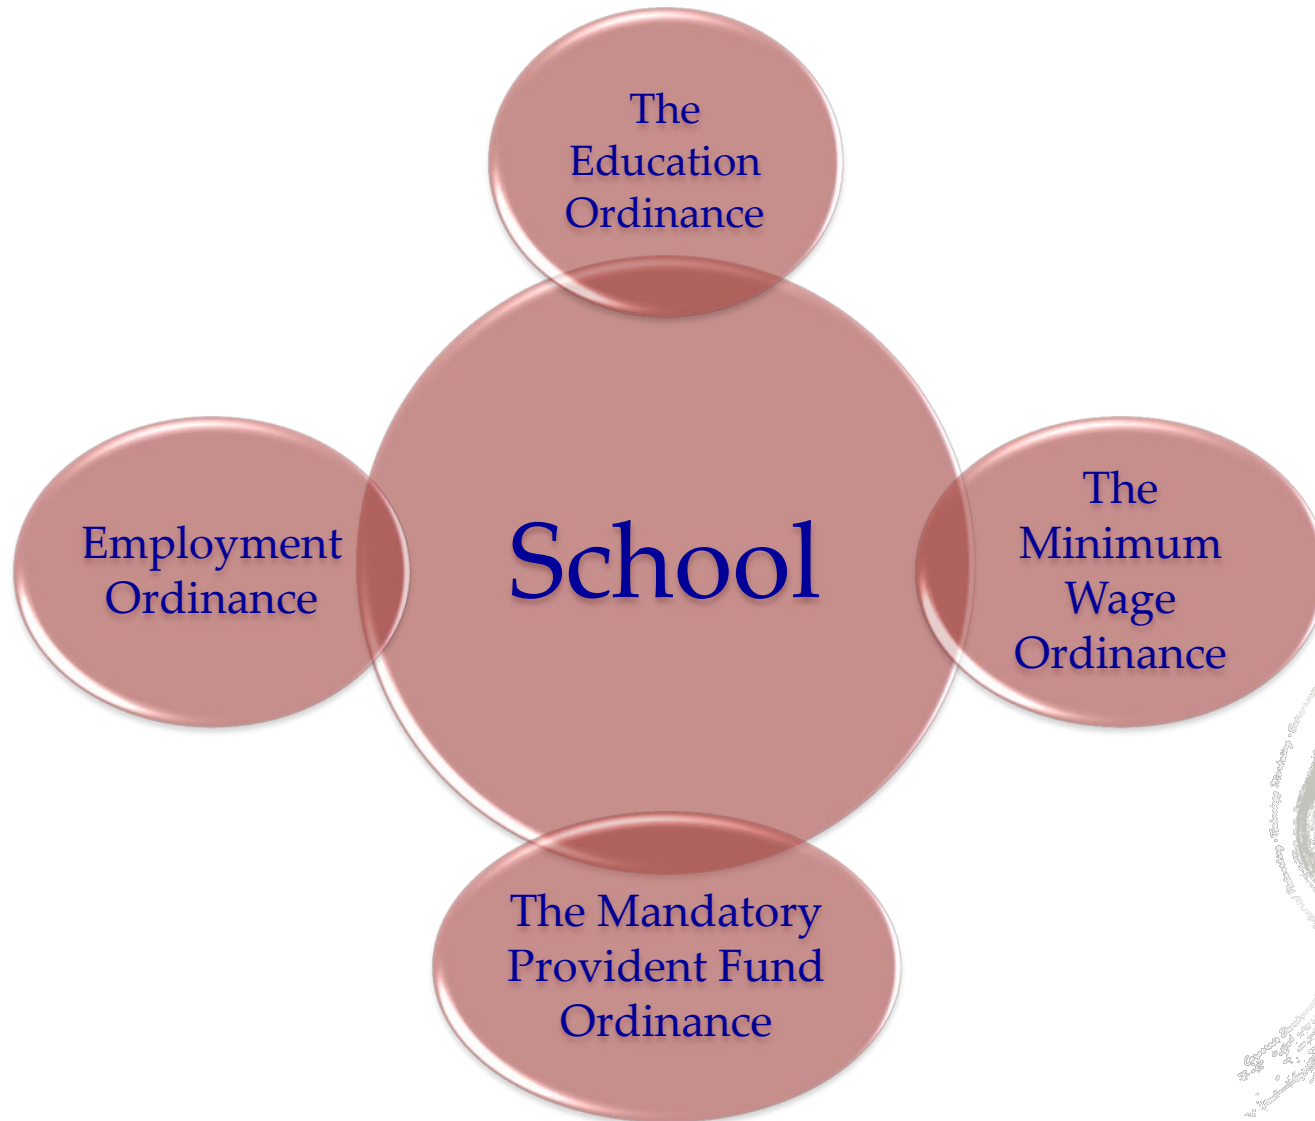 The
Education
Ordinance
Employment
Ordinance
School
The
Minimum
Wage
Ordinance
The Mandatory
Provident Fund
Ordinance